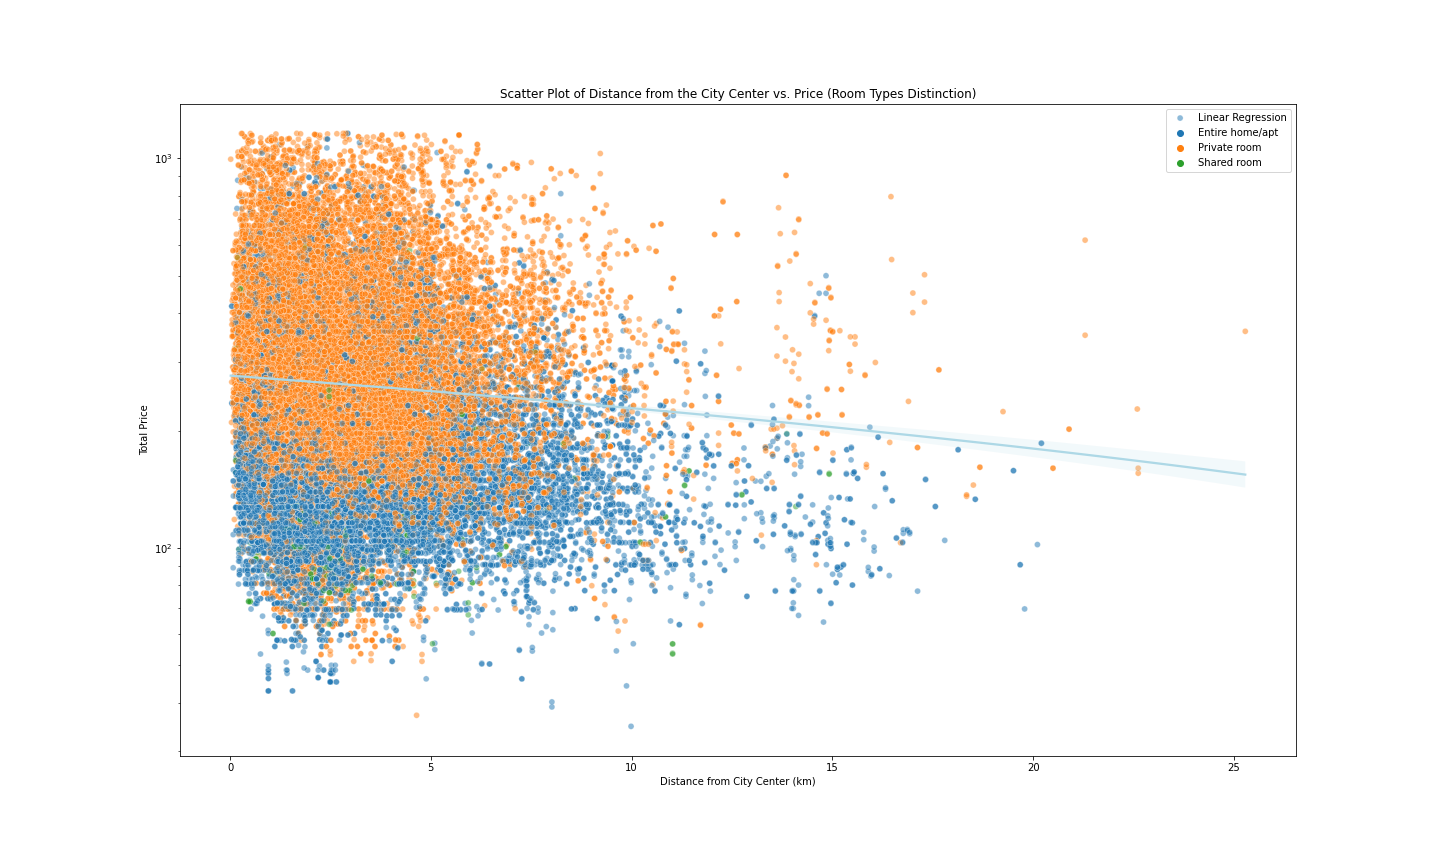 Scatter Plot of Distance from the City Center vs. Price (Room Types Distinction)
Linear Regression
Entire home/apt
Private room
Shared room
10³
10²
Total Price
0 5 10 15 20 25
Distance from City Center (km)